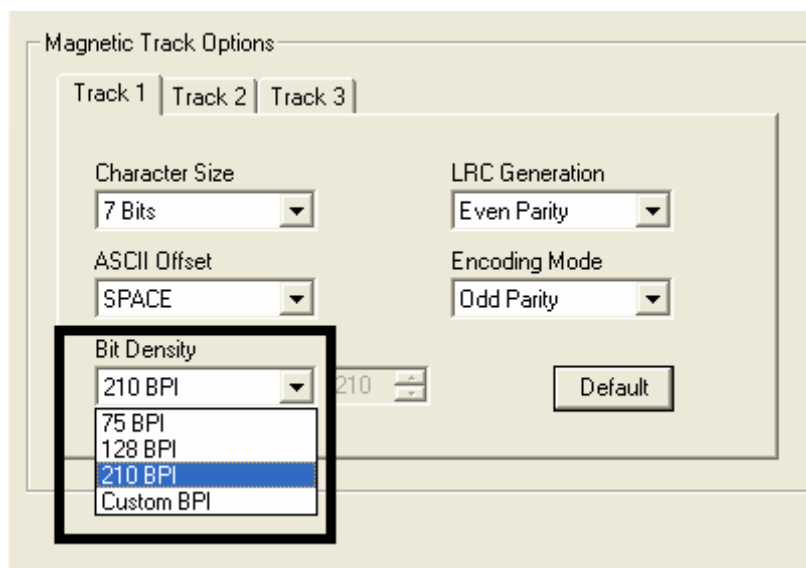 Magnetic Track Options
Track 1 Track 2 Track 3
Character Size LRC Generation
7 Bits Even Parity
ASCII Offset Encoding Mode
SPACE Odd Parity
Bit Density
210 BPI 210 Default
75 BPI
128 BPI
210 BPI
Custom BPI